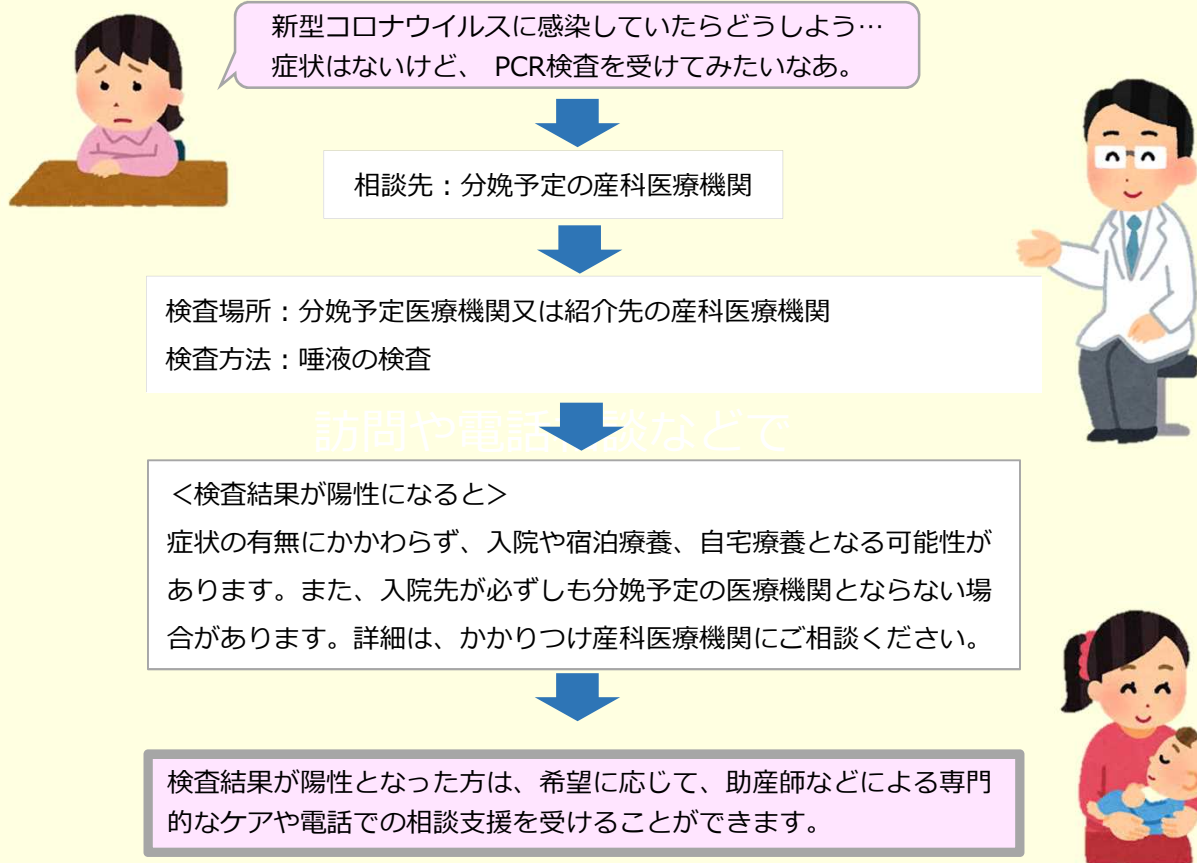 新型コロナウイルスに感染していたらどうしよう…
症状はないけど、 PCR検査を受けてみたいなあ。
相談先：分娩予定の産科医療機関
検査場所：分娩予定医療機関又は紹介先の産科医療機関
検査方法：唾液の検査
訪問や電話 談などで
＜検査結果が陽性になると＞
症状の有無にかかわらず、入院や宿泊療養、自宅療養となる可能性が
あります。また、入院先が必ずしも分娩予定の医療機関とならない場
合があります。詳細は、かかりつけ産科医療機関にご相談ください。
検査結果が陽性となった方は、希望に応じて、助産師などによる専門
的なケアや電話での相談支援を受けることができます。